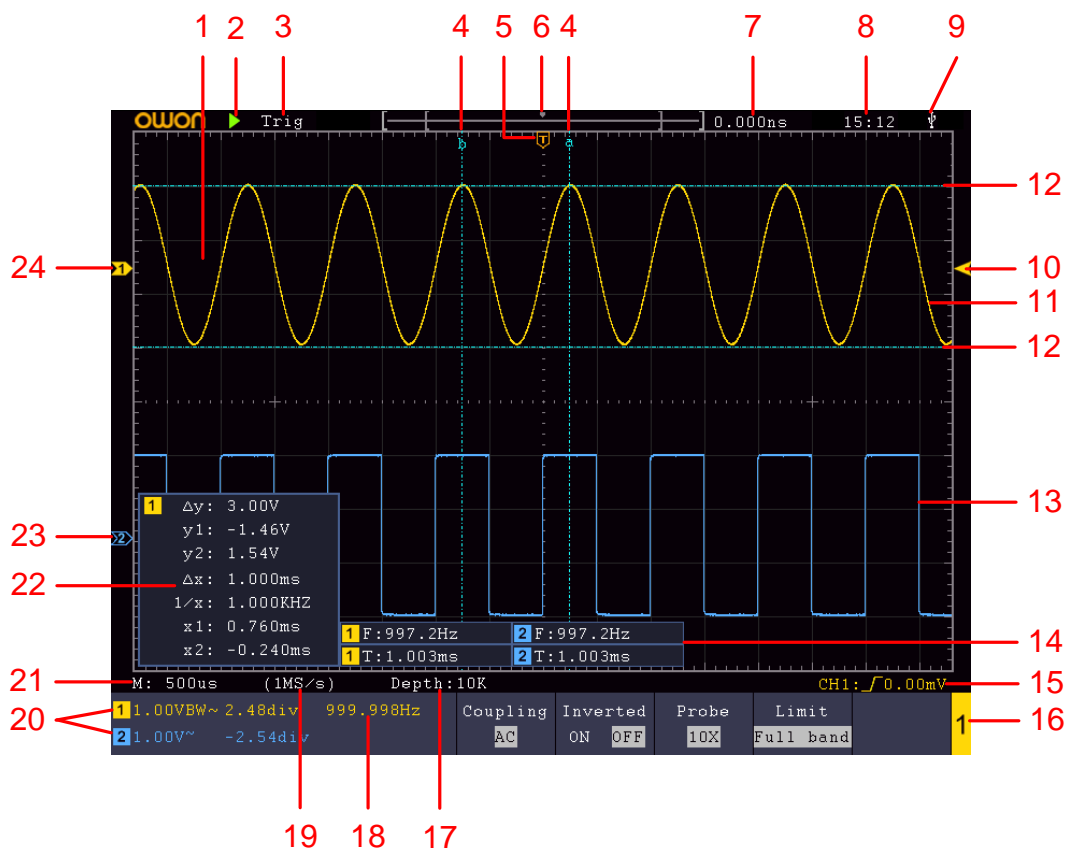 1 2 3 4 5 6 4 7 8 9
owon Trig T 0.000ns 15:12
b a
12
24 1 10
11
12
13
1 Δy: 3.00V
y1: -1.46V
23 2 y2: 1.54V
22 Δx: 1.000ms
1/x: 1.000KHZ
x1: 0.760ms
x2: -0.240ms
1 F:997.2Hz 2 F:997.2Hz
1 T:1.003ms 2 T:1.003ms
14
21 M: 500us (1MS/s) Depth:10K CH1: 0.00mV 15
20 1 1.00VBW~ 2.48div 999.998Hz Coupling Inverted Probe Limit 1 16
2 1.00V~ -2.54div AC ON OFF 10X Full band
19 18 17